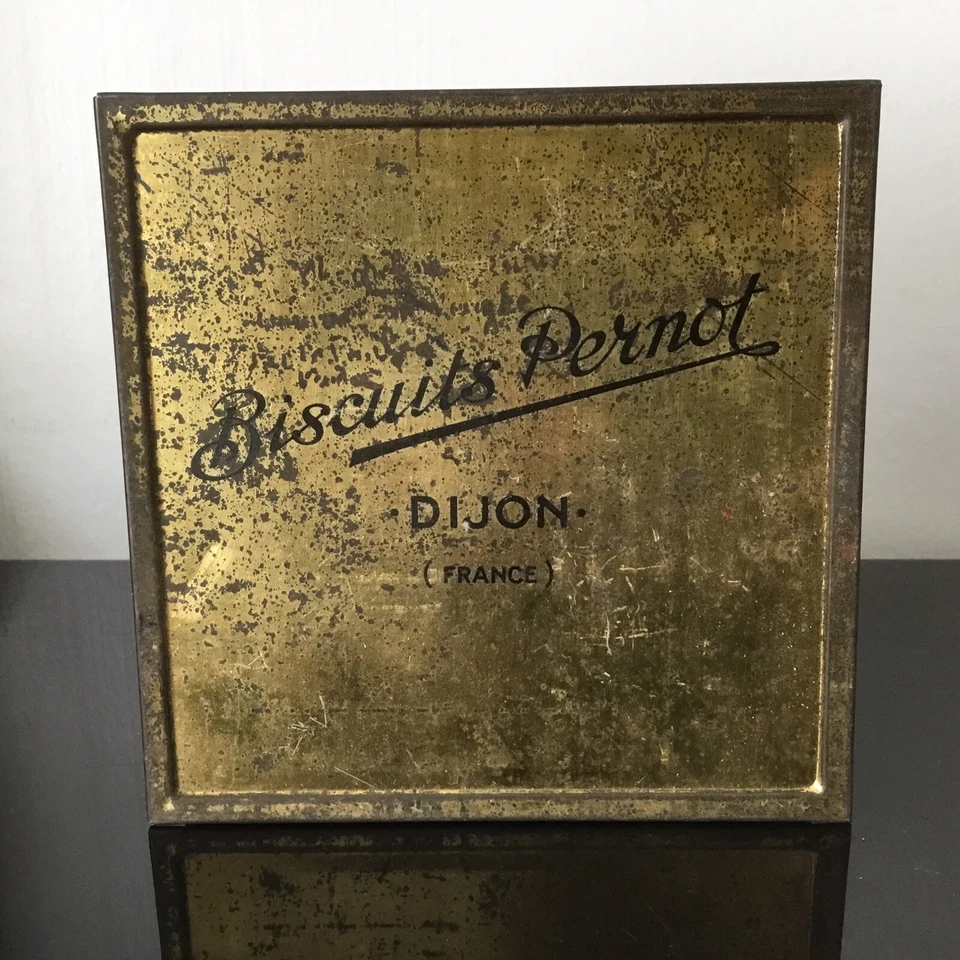 Biscuits Pernot
·DIJON·
(FRANCE)